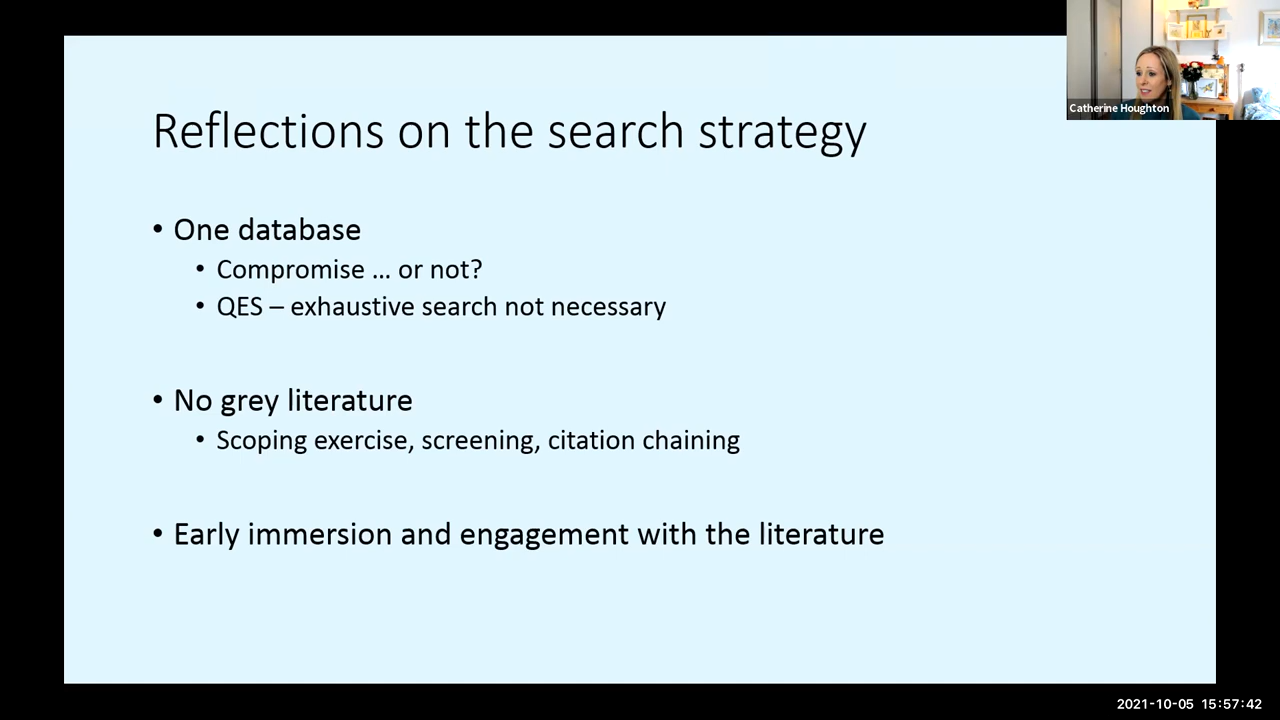 Catherine Houghton
Reflections on the search strategy
• One database
• Compromise … or not?
• QES – exhaustive search not necessary
• No grey literature
• Scoping exercise, screening, citation chaining
• Early immersion and engagement with the literature
2021-10-05 15:57:42